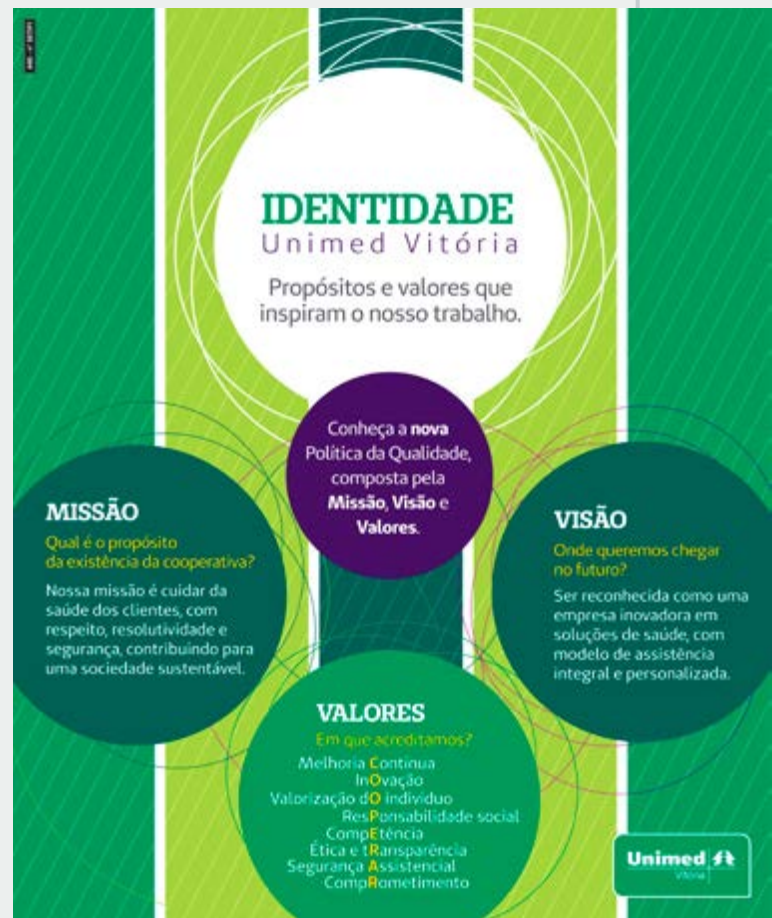 IDENTIDADE
Unimed Vitória
Propósitos e valores que
inspiram o nosso trabalho.
Conheça a nova
Política da Qualidade,
composta pela
Missão, Visão e
Valores.
MISSÃO
Qual é o propósito
da existência da cooperativa?
Nossa missão é cuidar da
saúde dos clientes, com
respeito, resolutividade e
segurança, contribuindo para
uma sociedade sustentável.
VISÃO
Onde queremos chegar
no futuro?
Ser reconhecida como uma
empresa inovadora em
soluções de saúde, com
modelo de assistência
integral e personalizada.
VALORES
Em que acreditamos?
Melhoria Contínua
InOvação
Valorização dO indivíduo
ResPonsabilidade social
CompEtência
Ética e tRansparência
Segurança Assistencial
CompRometimento
Unimed
Vitória